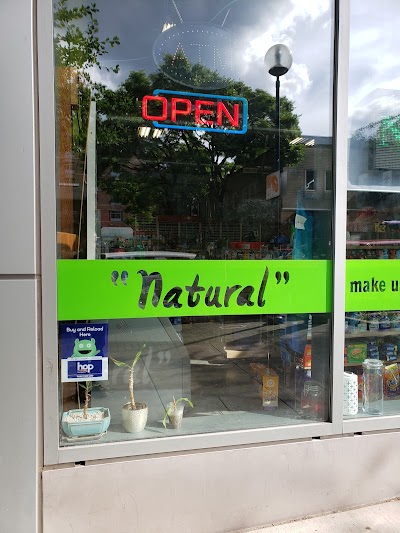 OPEN
"Natural"
make u
Buy and Reload
Here
hop